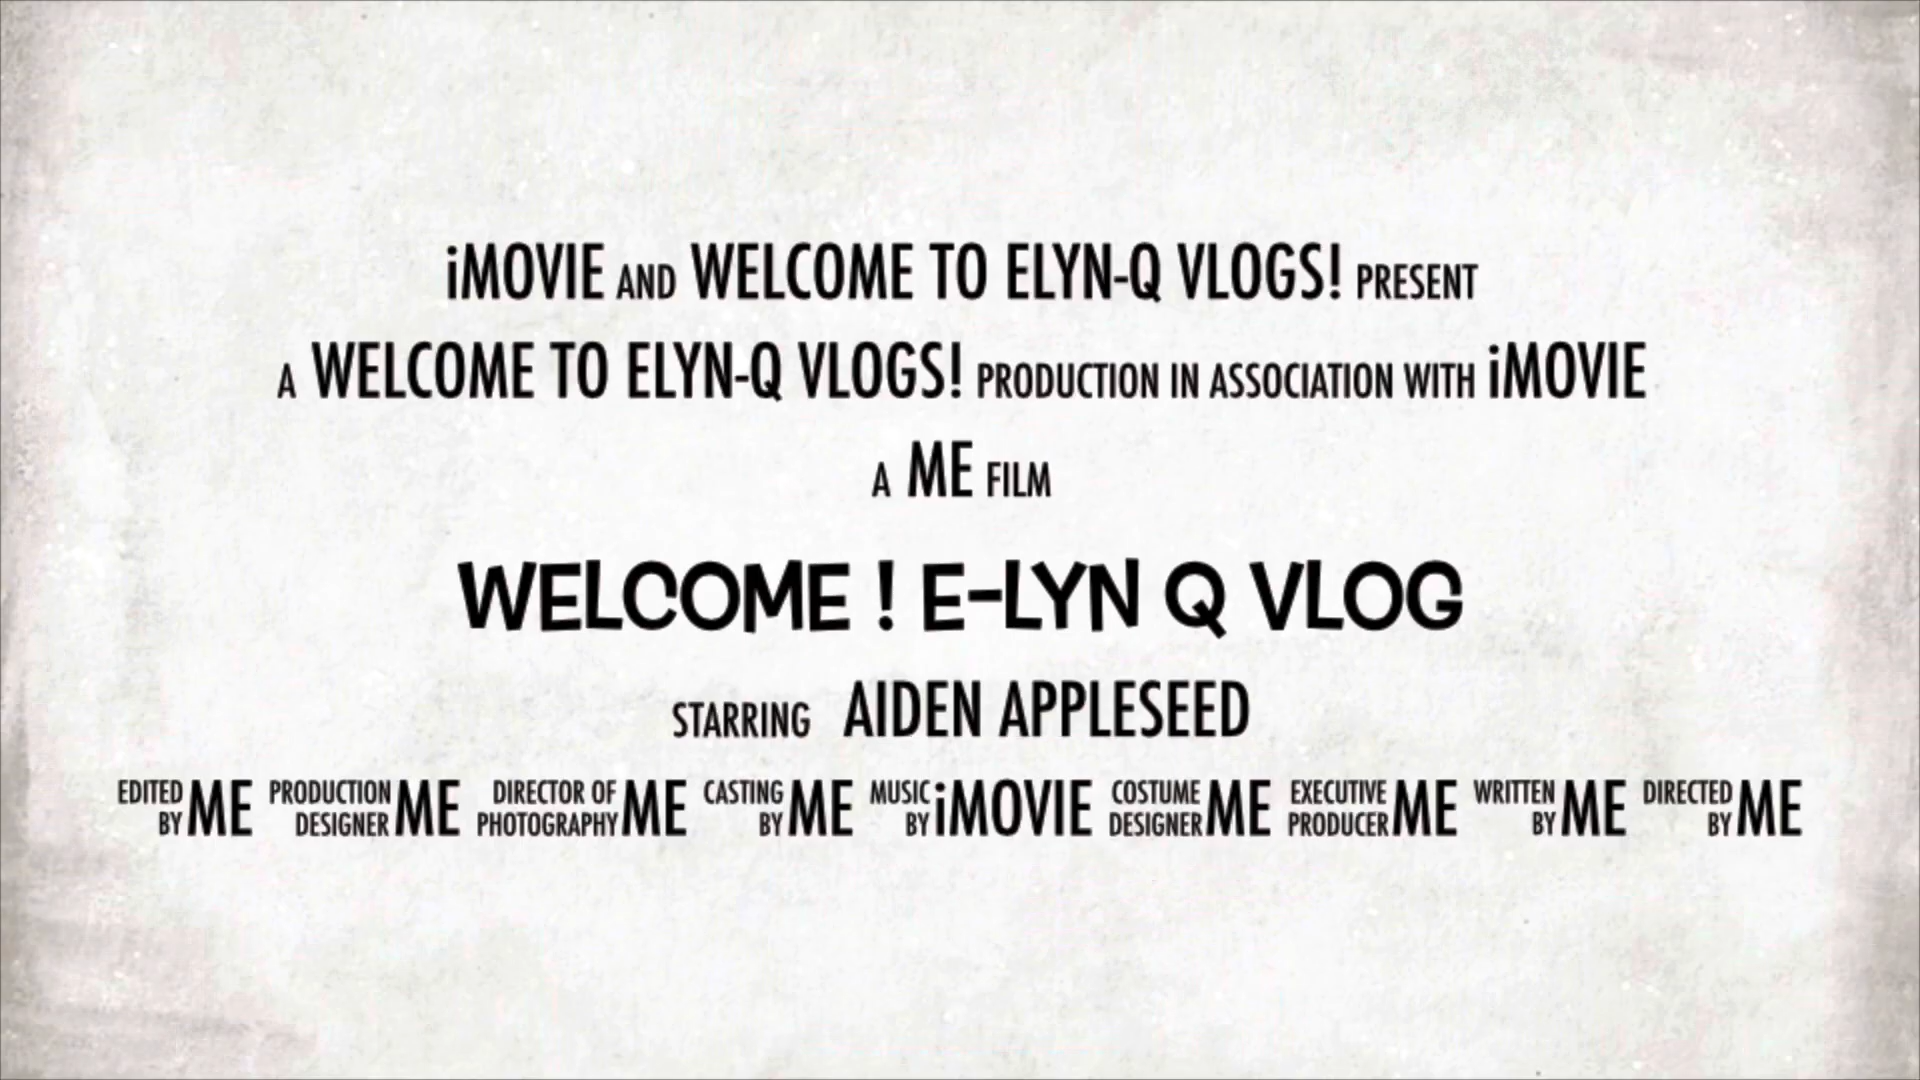 iMOVIE AND WELCOME TO ELYN-Q VLOGS! PRESENT
A WELCOME TO ELYN-Q VLOGS! PRODUCTION IN ASSOCIATION WITH iMOVIE
A ME FILM
WELCOME ! E-LYN Q VLOG
STARRING AIDEN APPLESEED
EDITED BY ME PRODUCTION DESIGNER ME DIRECTOR OF PHOTOGRAPHY ME CASTING BY ME MUSIC BY iMOVIE COSTUME DESIGNER ME EXECUTIVE PRODUCER ME WRITTEN BY ME DIRECTED BY ME